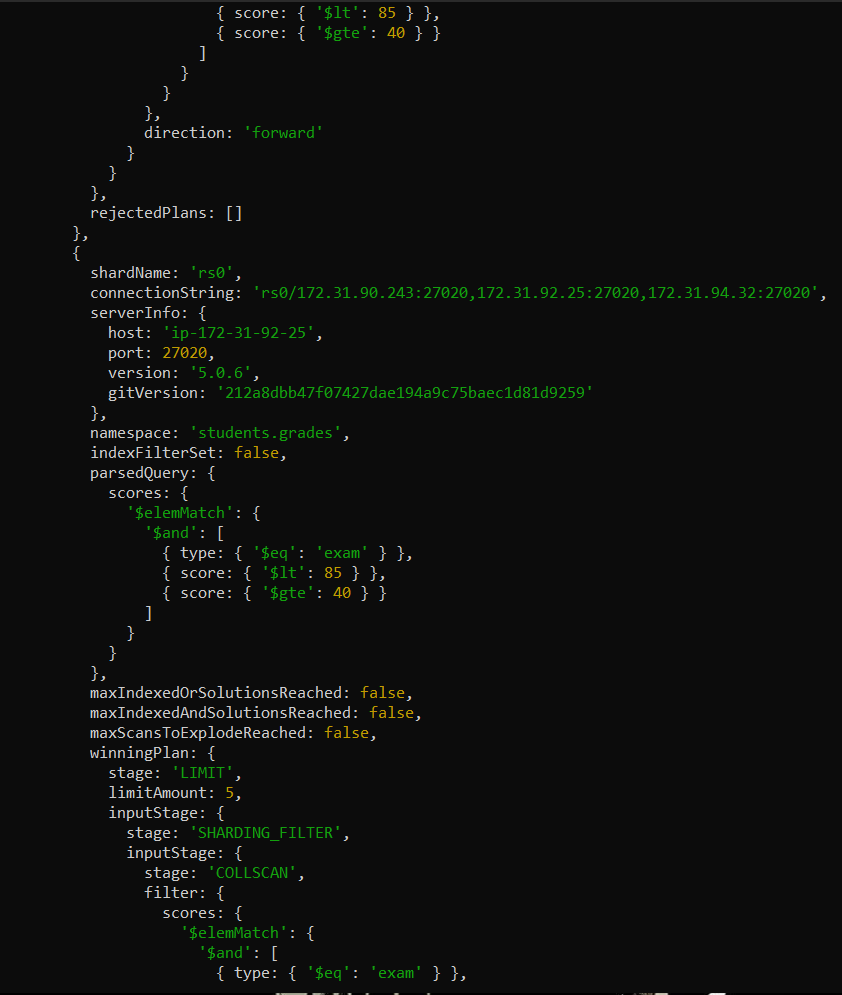 { score: { '$lt': 85 } },
{ score: { '$gte': 40 } }
]
}
}
},
direction: 'forward'
}
}
},
rejectedPlans: []
},
{
shardName: 'rs0',
connectionString: 'rs0/172.31.90.243:27020,172.31.92.25:27020,172.31.94.32:27020',
serverInfo: {
host: 'ip-172-31-92-25',
port: 27020,
version: '5.0.6',
gitVersion: '212a8dbb47f07427dae194a9c75baec1d81d9259'
},
namespace: 'students.grades',
indexFilterSet: false,
parsedQuery: {
scores: {
'$elemMatch': {
'$and': [
{ type: { '$eq': 'exam' } },
{ score: { '$lt': 85 } },
{ score: { '$gte': 40 } }
]
}
}
},
maxIndexedOrSolutionsReached: false,
maxIndexedAndSolutionsReached: false,
maxScansToExplodeReached: false,
winningPlan: {
stage: 'LIMIT',
limitAmount: 5,
inputStage: {
stage: 'SHARDING_FILTER',
inputStage: {
stage: 'COLLSCAN',
filter: {
scores: {
'$elemMatch': {
'$and': [
{ type: { '$eq': 'exam' } },